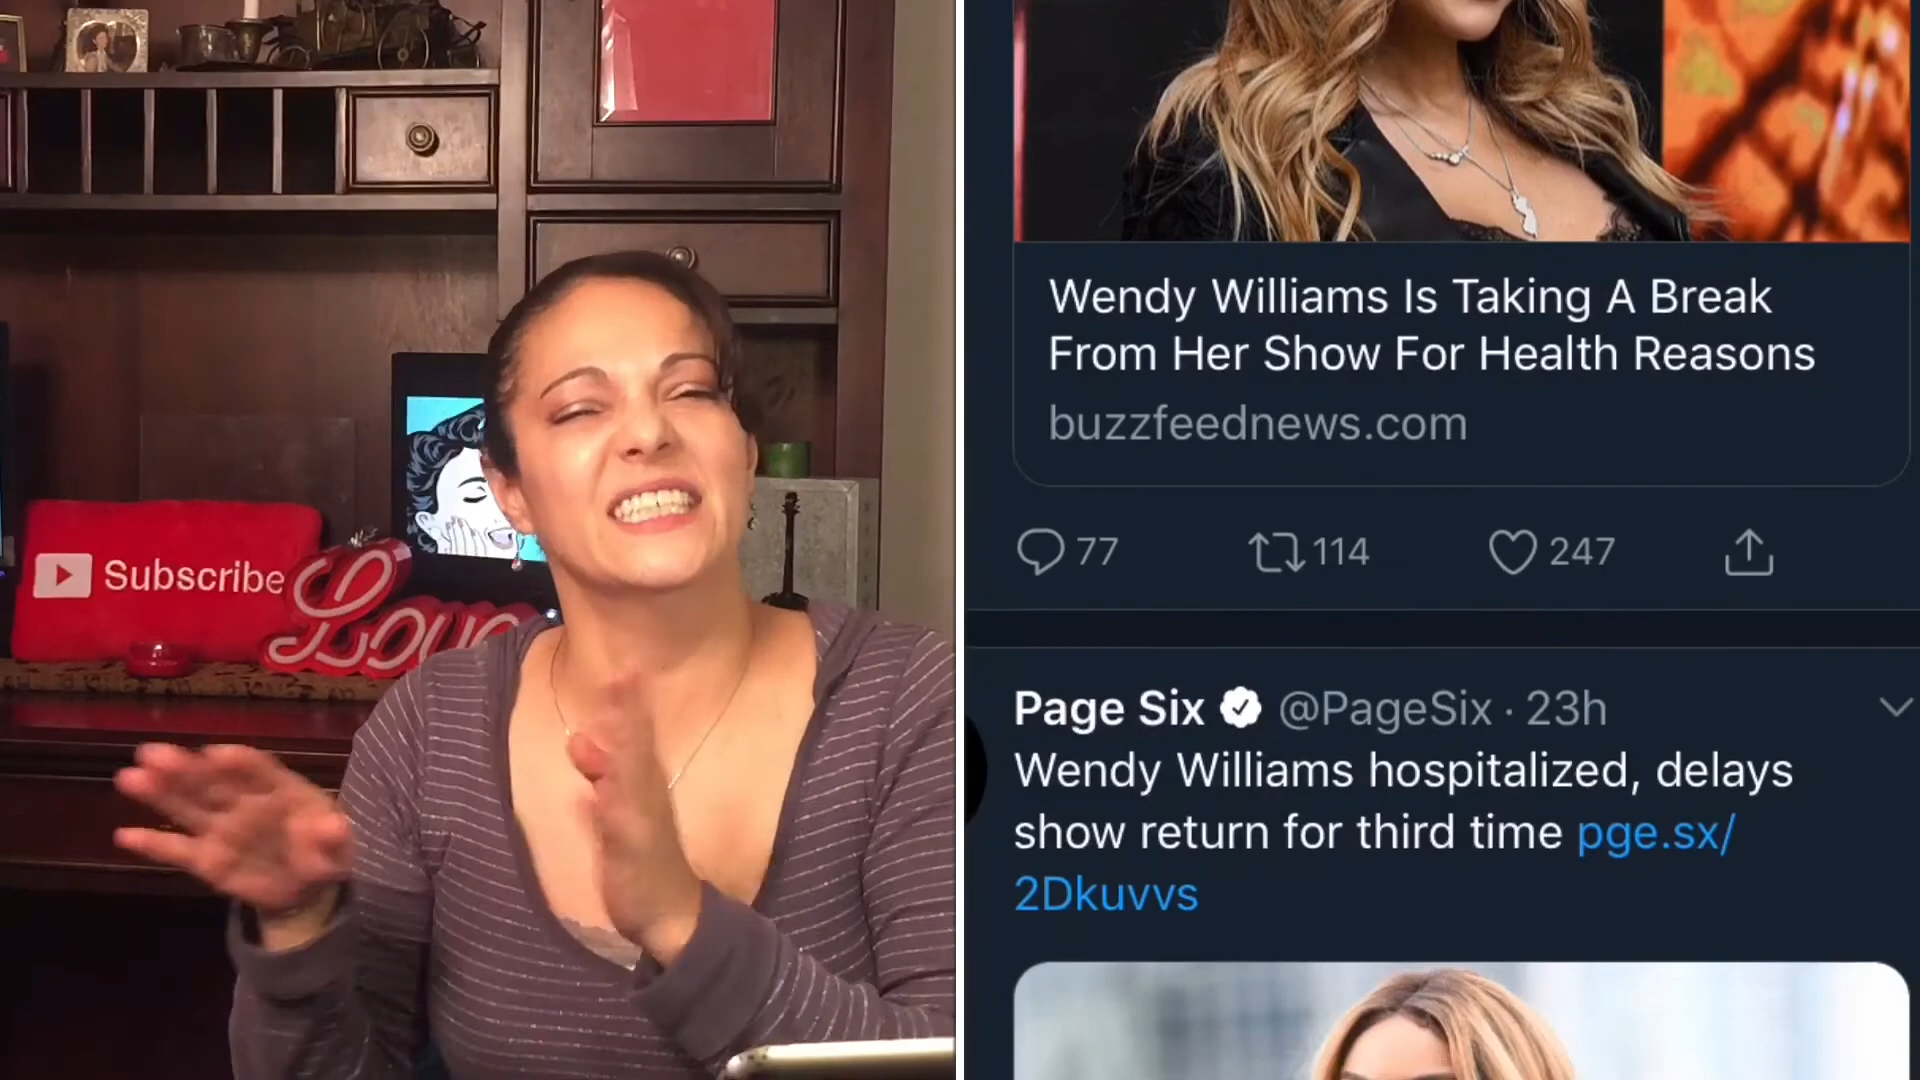 Subscribe
Love
Wendy Williams Is Taking A Break
From Her Show For Health Reasons
buzzfeednews.com
77 114 247
Page Six @PageSix · 23h
Wendy Williams hospitalized, delays
show return for third time pge.sx/
2Dkuvvs